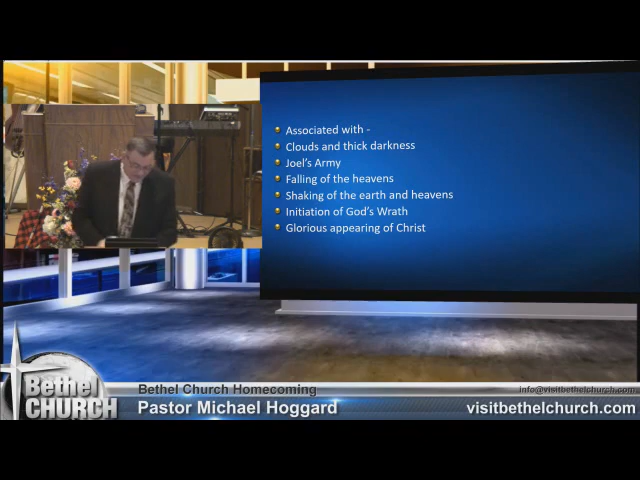 Associated with -
Clouds and thick darkness
Joel's Army
Falling of the heavens
Shaking of the earth and heavens
Initiation of God's Wrath
Glorious appearing of Christ
Bethel
CHURCH
Bethel Church Homecoming
info@visitbethelchurch.com
Pastor Michael Hoggard
visitbethelchurch.com